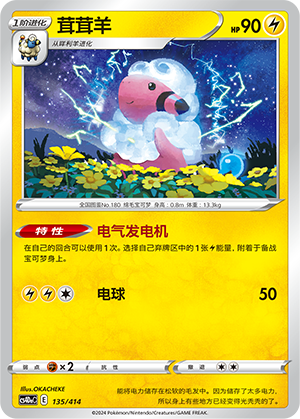 1阶进化
茸茸羊
HP90
从咩利羊进化
全国图鉴No.180 绵毛宝可梦 身高：0.8m 体重：13.3kg
特性 电气发电机
在自己的回合可以使用1次。选择自己弃牌区中的1张能量，附着于备战
宝可梦身上。
电球 50
弱点 ×2 抵抗力 撤退
Illus.OKACHEKE
E 135/414
能将电力储存在松软的毛发中。因为储存了太多电力，
所以身上有些地方已经变得光秃秃的了。
©2024 Pokémon/Nintendo/Creatures/GAME FREAK.